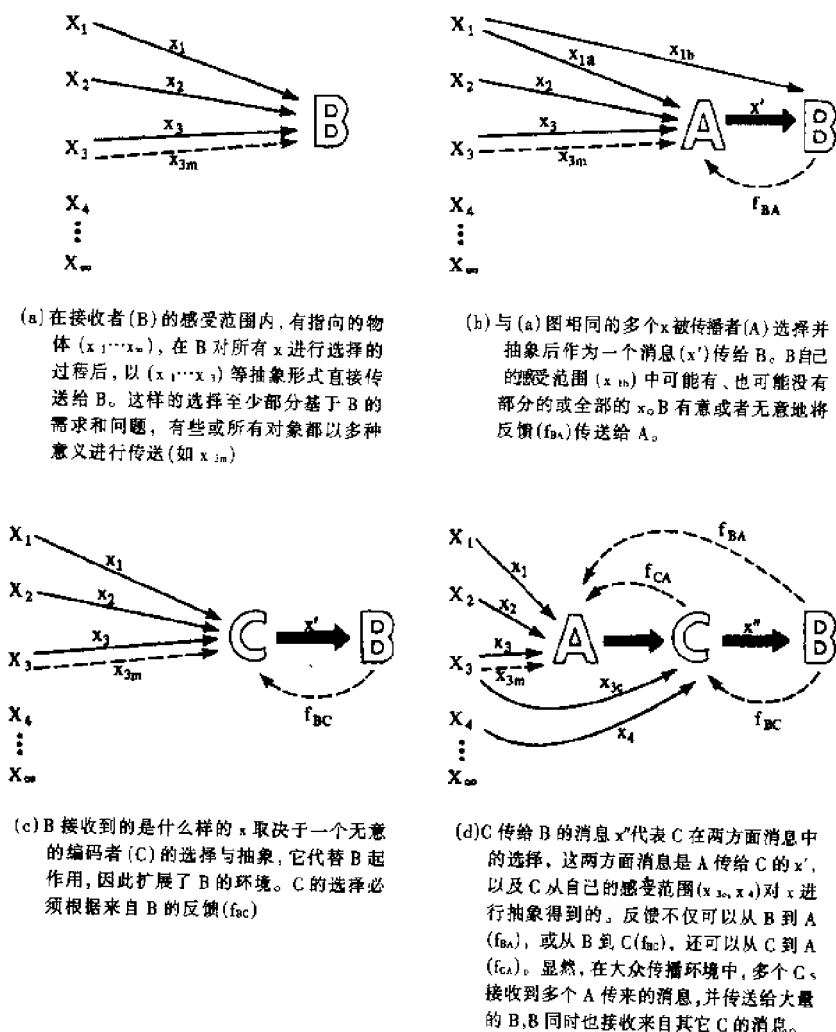 X₁
X₂
X₃
X₄
X∞
x₁
x₂
x₃
x₃ₘ
B
(a)在接收者(B)的感受范围内,有指向的物
体(x₁…x∞),在B对所有x进行选择的
过程后,以(x₁…x₃)等抽象形式直接传
送给B。这样的选择至少部分基于B的
需求和问题,有些或所有对象都以多种
意义进行传送(如x₃ₘ)
X₁
X₂
X₃
X₄
X∞
x₁b
x₁a
x₂
x₃
x₃ₘ
A
x'
B
f_BA
(b)与(a)图相同的多个x被传播者(A)选择并
抽象后作为一个消息(x')传给B。B自己
的感受范围(x₁b)中可能有、也可能没有
部分的或全部的x。B有意或者无意地将
反馈(f_BA)传送给A。
X₁
X₂
X₃
X₄
X∞
x₁
x₂
x₃
x₃ₘ
C
x'
B
f_BC
(c)B接收到的是什么样的x取决于一个无意
的编码者(C)的选择与抽象,它代替B起
作用,因此扩展了B的环境。C的选择必
须根据来自B的反馈(f_BC)
X₁
X₂
X₃
X₄
X∞
x₁
x₂
x₃
x₃ₘ
x₃c
x₄
A
C
x"
B
f_BA
f_CA
f_BC
(d)C传给B的消息x"代表C在两方面消息中
的选择,这两方面消息是A传给C的x',
以及C从自己的感受范围(x₃c,x₄)对x进
行抽象得到的。反馈不仅可以从B到A
(f_BA),或从B到C(f_BC),还可以从C到A
(f_CA)。显然,在大众传播环境中,多个C、
接收到多个A传来的消息,并传送给大量
的B,B同时也接收来自其它C的消息。